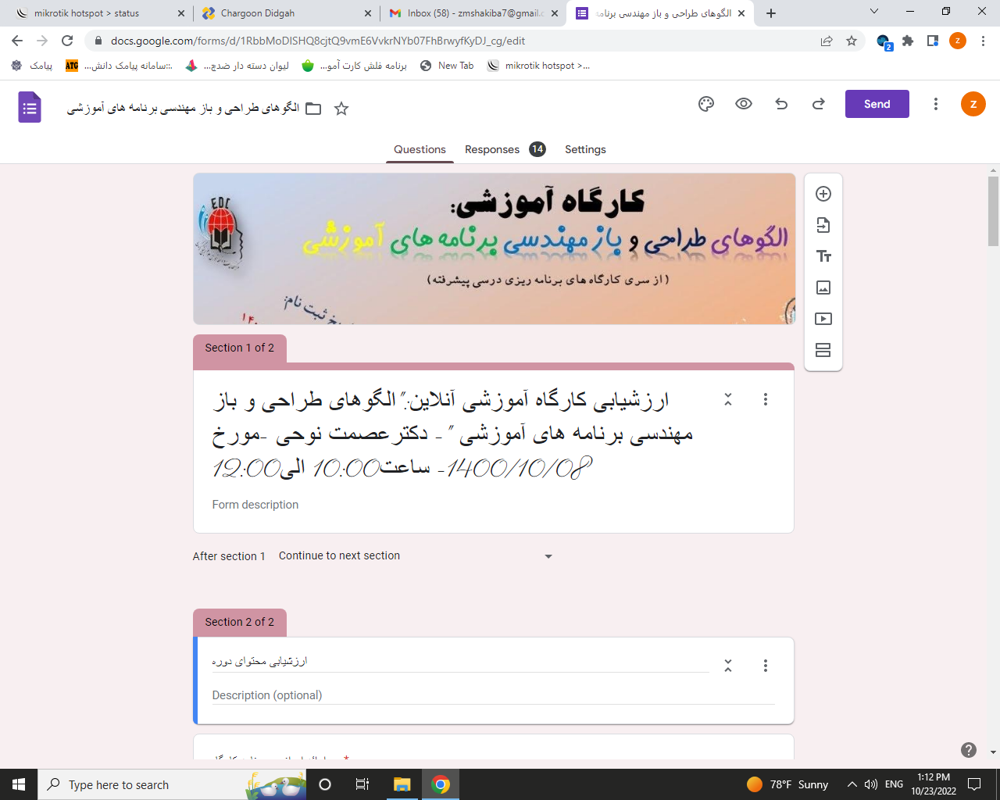 mikrotik hotspot > status
Chargoon Didgah
Inbox (58) - zmshakiba7@gmail.c
الگوهای طراحی و باز مهندسی برنامه
docs.google.com/forms/d/1RbbMoDlSHQ8cjtQ9vmE6VvkrNYb07FhBrwyfKyDJ_cg/edit
z
2
پیامک
ATG
...سامانه پیامک دانش:::
لیوان دسته دار ضدچ...
برنامه فلش کارت آمو...
New Tab
mikrotik hotspot >...
الگوهای طراحی و باز مهندسی برنامه های آموزشی
Send
z
Questions
Responses 14
Settings
EDC
کارگاه آموزشی:
الگوهای طراحی و باز مهندسی برنامه های آموزشی
(از سری کارگاه های برنامه ریزی درسی پیشرفته)
ثبت نام:
Section 1 of 2
ارزشیابی کارگاه آموزشی آنلاین:" الگوهای طراحی و باز
مهندسی برنامه های آموزشی " - دکترعصمت نوحی -مورخ
1400/10/08- ساعت10:00 الی12:00
Form description
After section 1 Continue to next section
Section 2 of 2
ارزشیابی محتوای دوره
Description (optional)
Type here to search
78°F Sunny
ENG
1:12 PM
10/23/2022